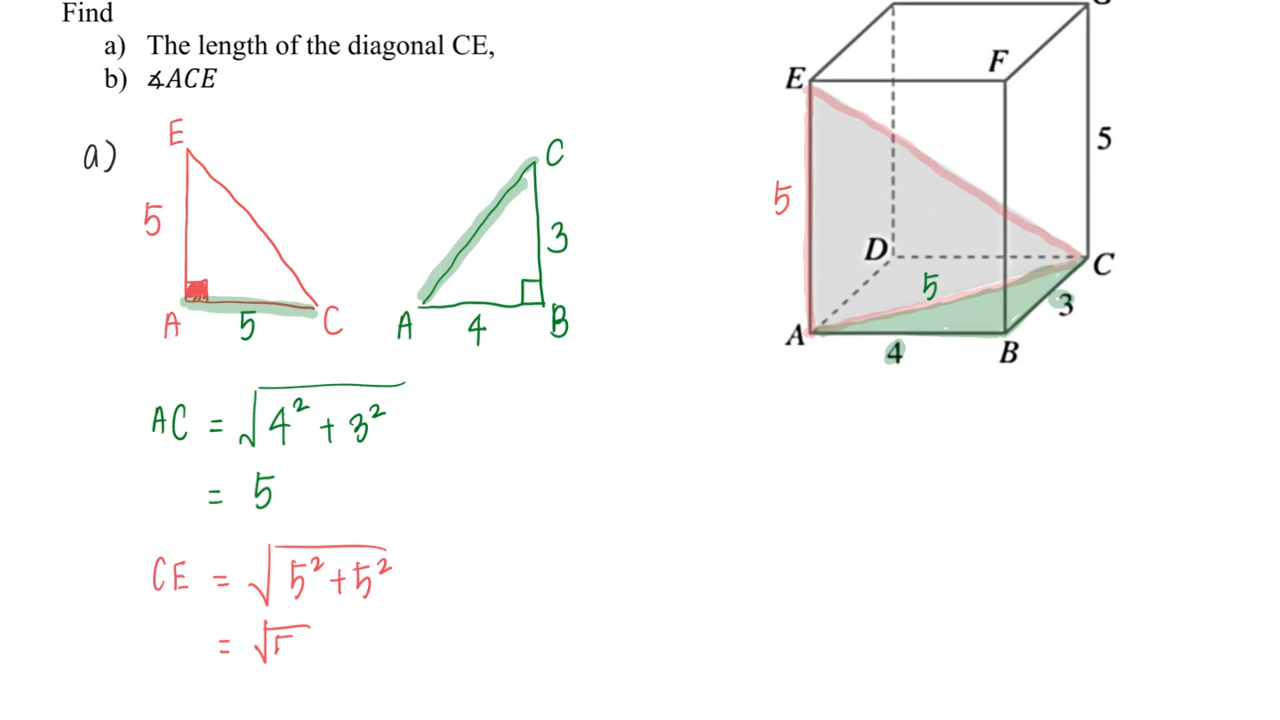 Find
a) The length of the diagonal CE,
b) ∡ACE
a)
E
5
A
5
C
C
3
A
4
B
AC = √4² + 3²
= 5
CE = √5² + 5²
= √
F
E
5
5
D
C
5
3
A
4
B